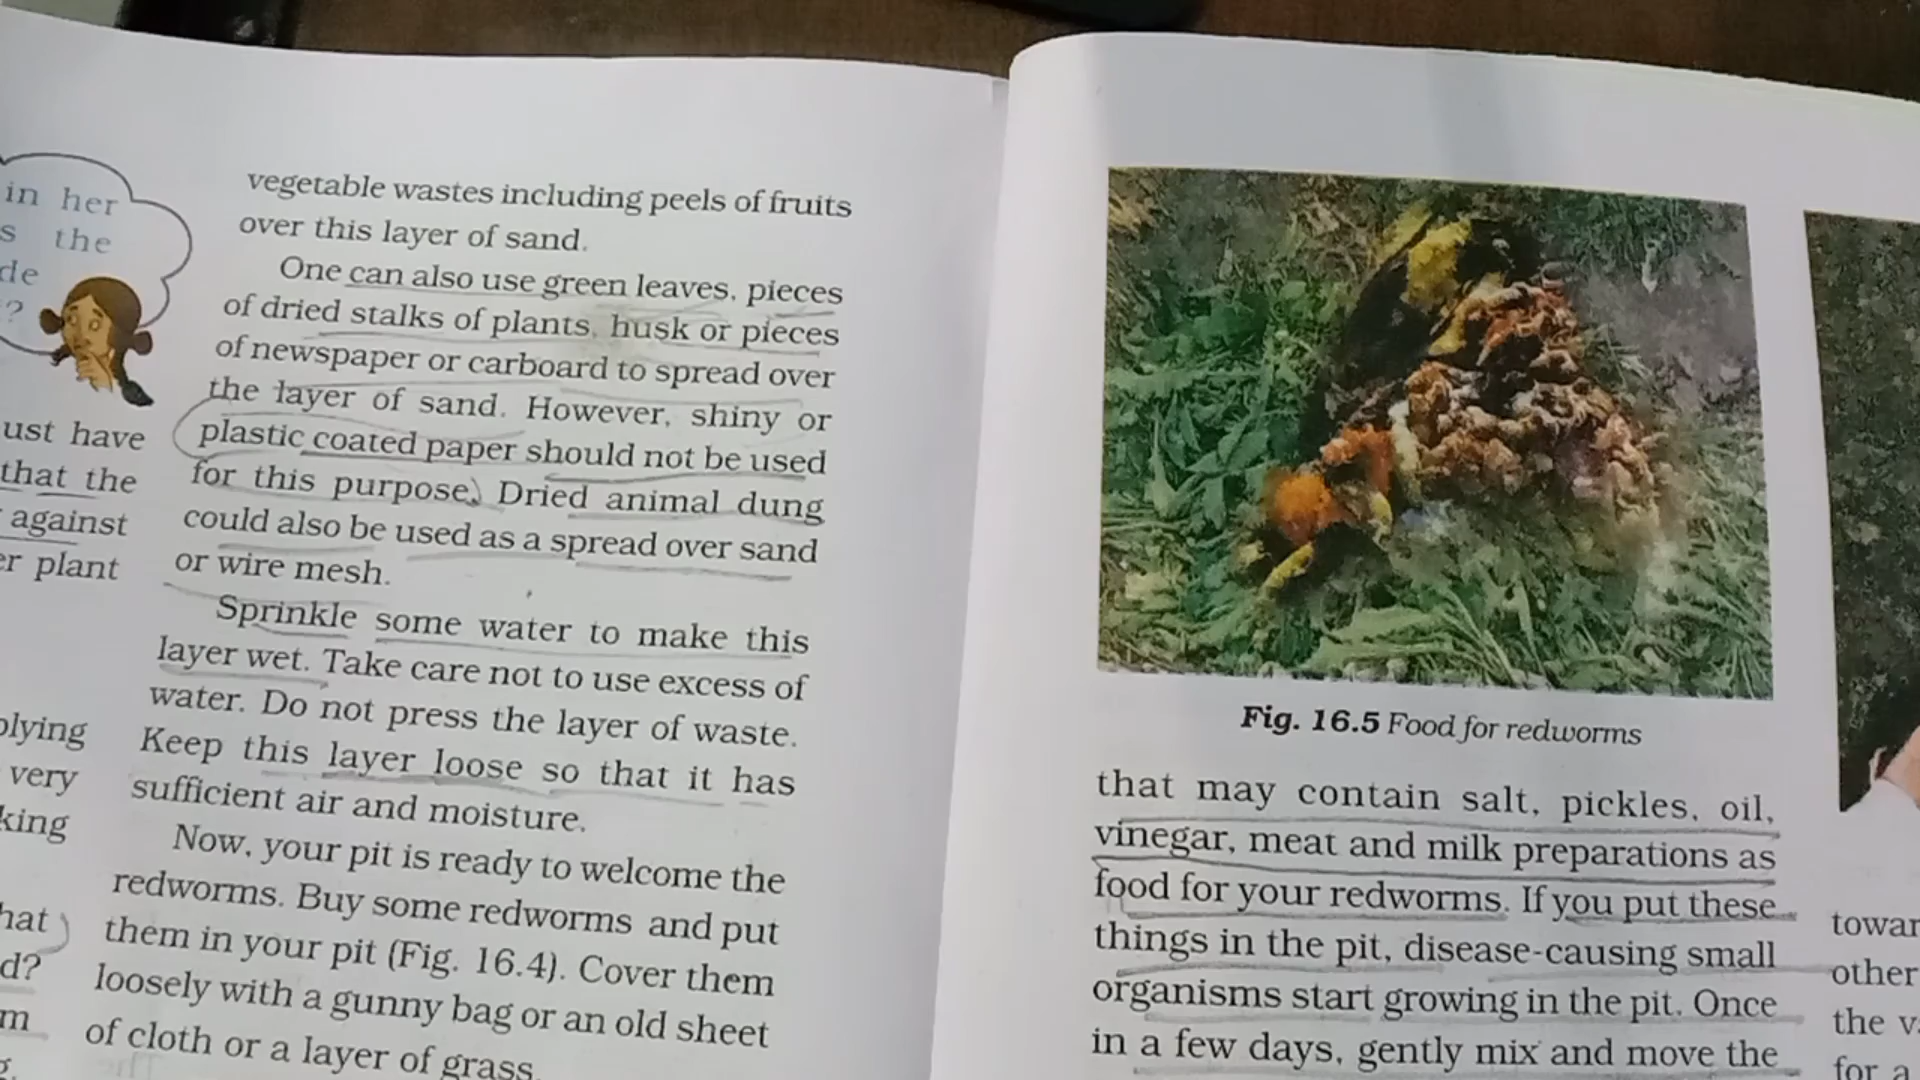 in her
s the
de
?
ust have
that the
against
er plant
plying
very
king
hat
d?
m
g.
vegetable wastes including peels of fruits
over this layer of sand.
One can also use green leaves, pieces
of dried stalks of plants, husk or pieces
of newspaper or carboard to spread over
the layer of sand. However, shiny or
plastic coated paper should not be used
for this purpose. Dried animal dung
could also be used as a spread over sand
or wire mesh.
Sprinkle some water to make this
layer wet. Take care not to use excess of
water. Do not press the layer of waste.
Keep this layer loose so that it has
sufficient air and moisture.
Now, your pit is ready to welcome the
redworms. Buy some redworms and put
them in your pit (Fig. 16.4). Cover them
loosely with a gunny bag or an old sheet
of cloth or a layer of grass.
Fig. 16.5 Food for redworms
that may contain salt, pickles, oil,
vinegar, meat and milk preparations as
food for your redworms. If you put these
things in the pit, disease-causing small
organisms start growing in the pit. Once
in a few days, gently mix and move the
towar
other
the v
for a